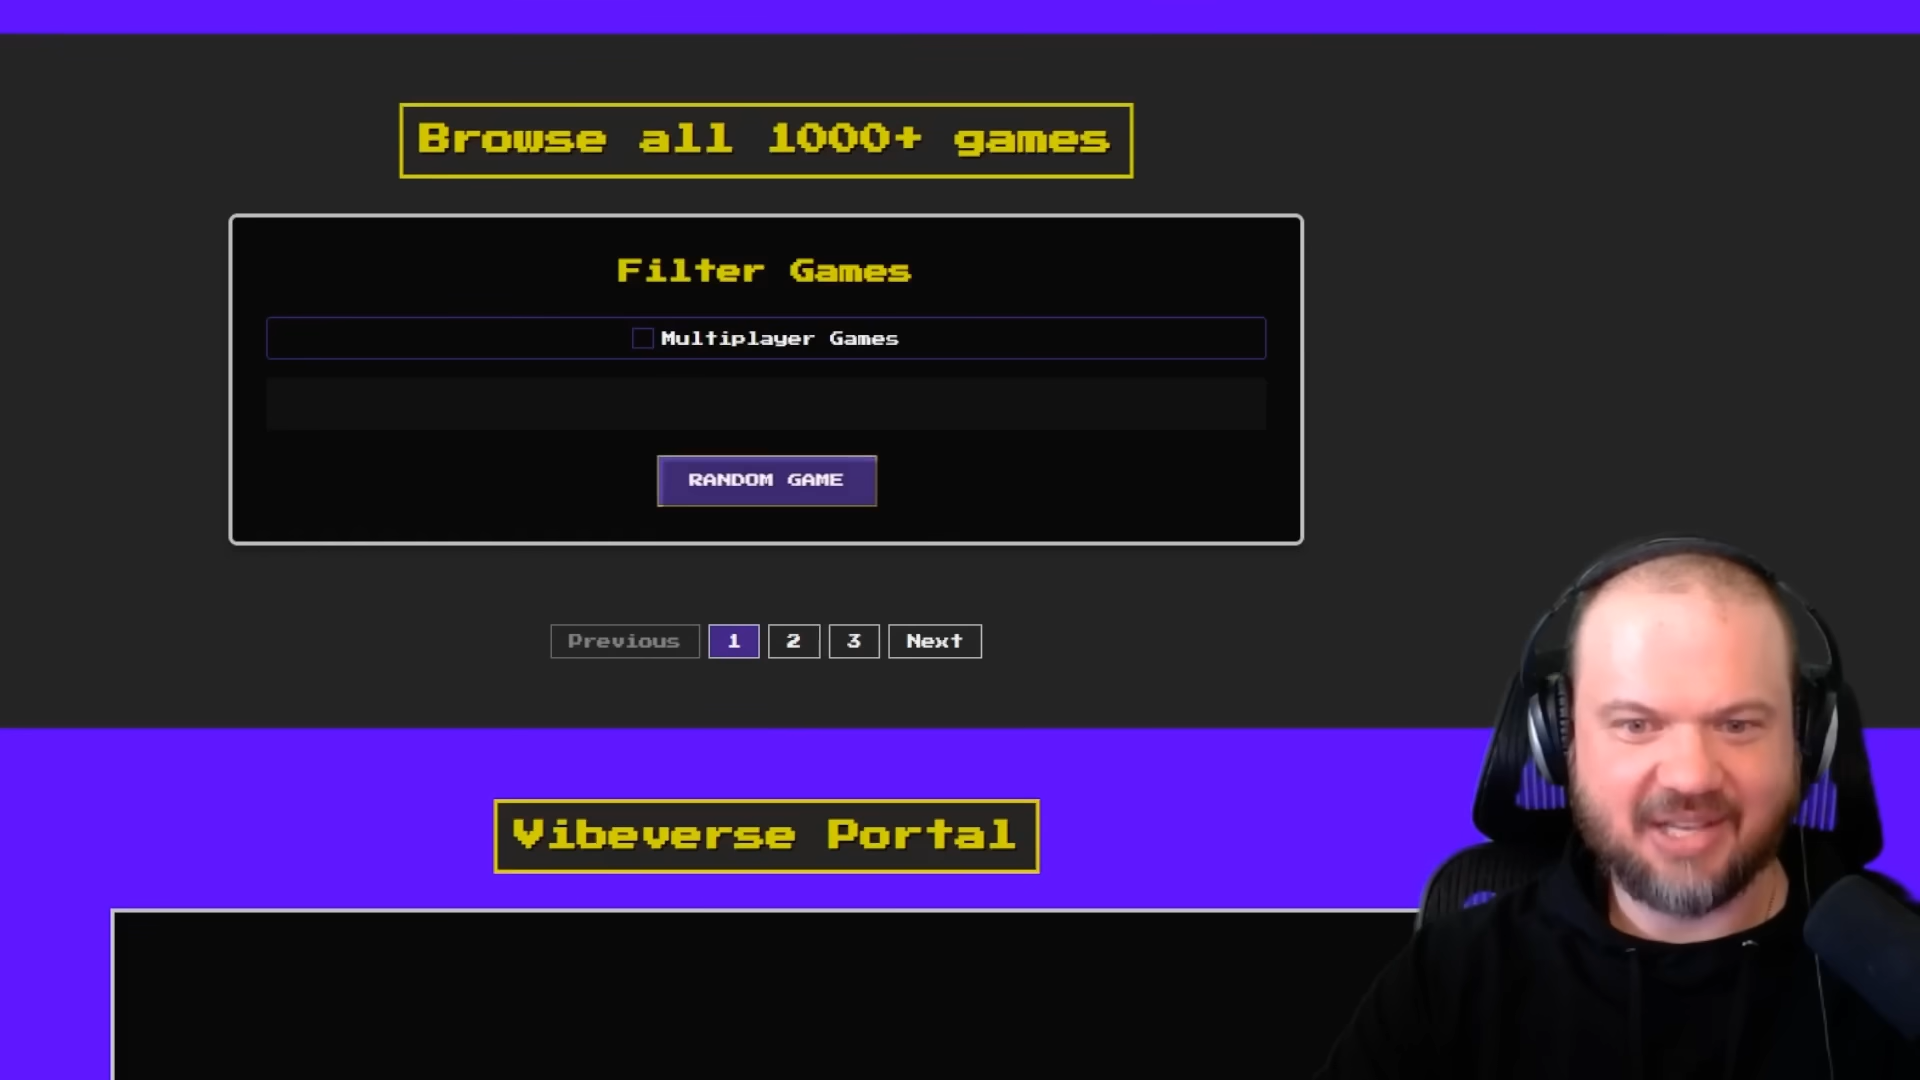 Browse all 1000+ games
Filter Games
Multiplayer Games
RANDOM GAME
Previous 1 2 3 Next
Vibeverse Portal